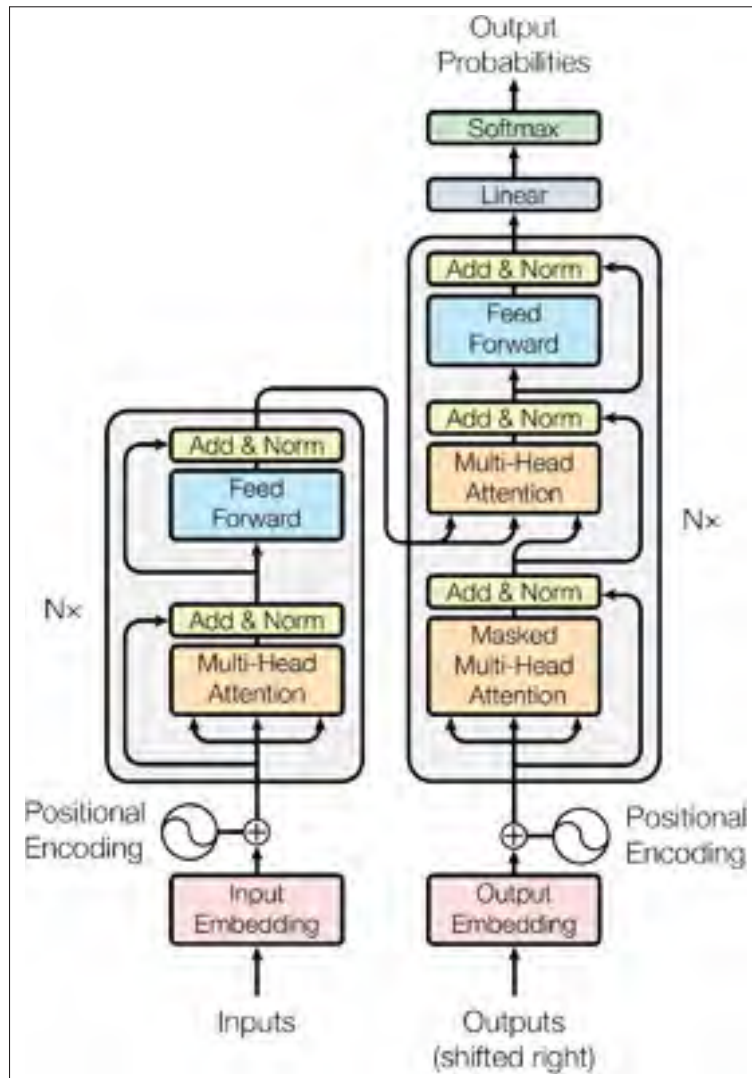 Output
Probabilities
Softmax
Linear
Add & Norm
Feed
Forward
Add & Norm
Multi-Head
Attention
Nx
Add & Norm
Masked
Multi-Head
Attention
Positional
Encoding
Output
Embedding
Outputs
(shifted right)
Add & Norm
Feed
Forward
Nx
Add & Norm
Multi-Head
Attention
Positional
Encoding
Input
Embedding
Inputs